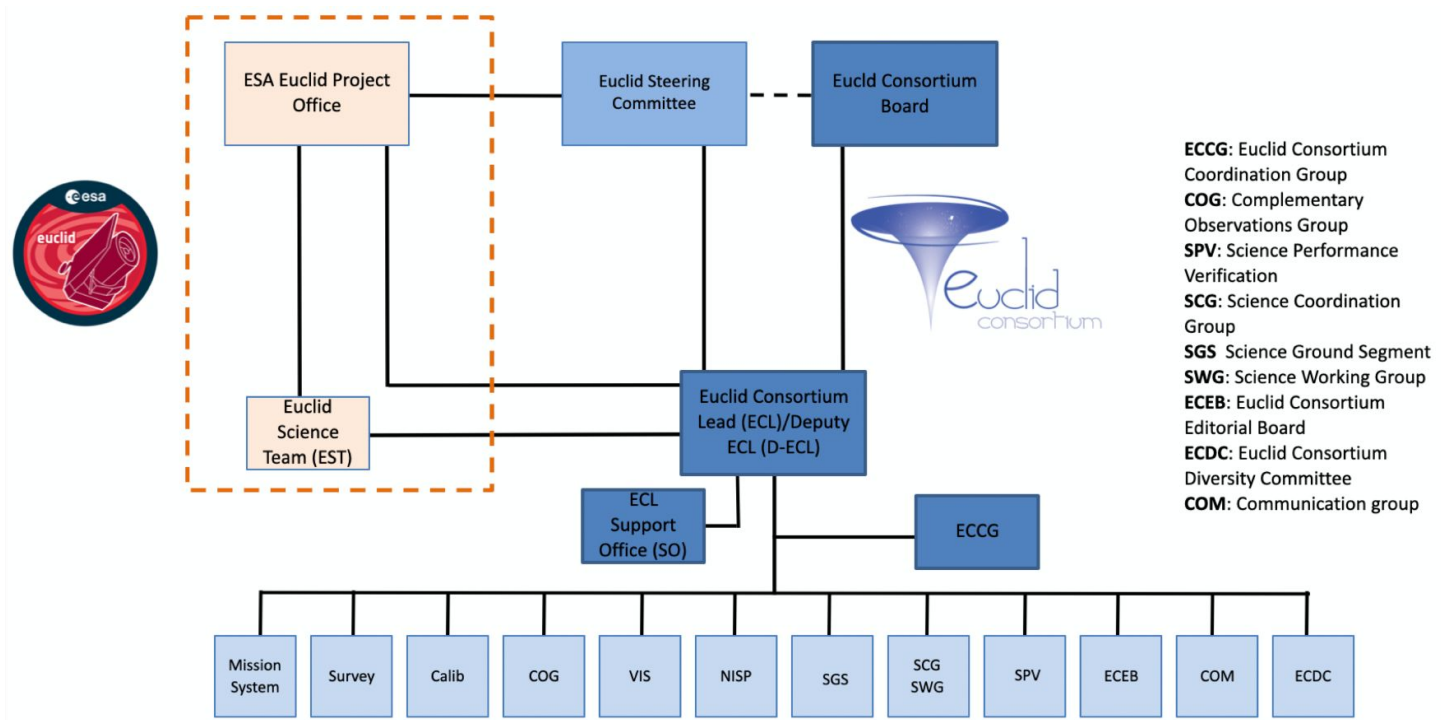 ESA Euclid Project
Office
Euclid Steering
Committee
Eucld Consortium
Board
esa
euclid
euclid
consortium
ECCG: Euclid Consortium
Coordination Group
COG: Complementary
Observations Group
SPV: Science Performance
Verification
SCG: Science Coordination
Group
SGS Science Ground Segment
SWG: Science Working Group
ECEB: Euclid Consortium
Editorial Board
ECDC: Euclid Consortium
Diversity Committee
COM: Communication group
Euclid
Science
Team (EST)
Euclid Consortium
Lead (ECL)/Deputy
ECL (D-ECL)
ECL
Support
Office (SO)
ECCG
Mission
System
Survey
Calib
COG
VIS
NISP
SGS
SCG
SWG
SPV
ECEB
COM
ECDC